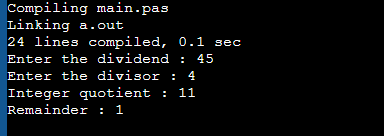 Compiling main.pas
Linking a.out
24 lines compiled, 0.1 sec
Enter the dividend : 45
Enter the divisor : 4
Integer quotient : 11
Remainder : 1